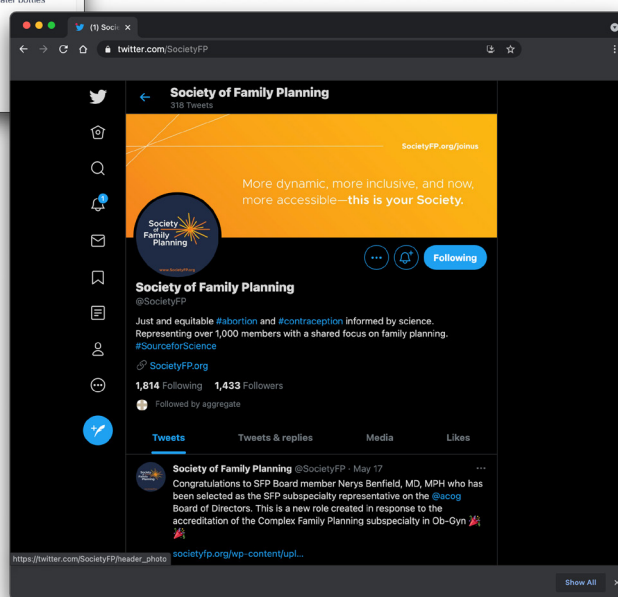 ater bottles
(1) Socie
twitter.com/SocietyFP
Society of Family Planning
318 Tweets
SocietyFP.org/joinus
More dynamic, more inclusive, and now,
more accessible—this is your Society.
Society
of
Family
Planning
www.SocietyFP.org
1
Following
Society of Family Planning
@SocietyFP
Just and equitable #abortion and #contraception informed by science.
Representing over 1,000 members with a shared focus on family planning.
#SourceforScience
SocietyFP.org
1,814 Following 1,433 Followers
Followed by aggregate
Tweets Tweets & replies Media Likes
Society of Family Planning @SocietyFP · May 17
Congratulations to SFP Board member Nerys Benfield, MD, MPH who has
been selected as the SFP subspecialty representative on the @acog
Board of Directors. This is a new role created in response to the
accreditation of the Complex Family Planning subspecialty in Ob-Gyn 🎉
🎉
societyfp.org/wp-content/upl...
https://twitter.com/SocietyFP/header_photo
Show All